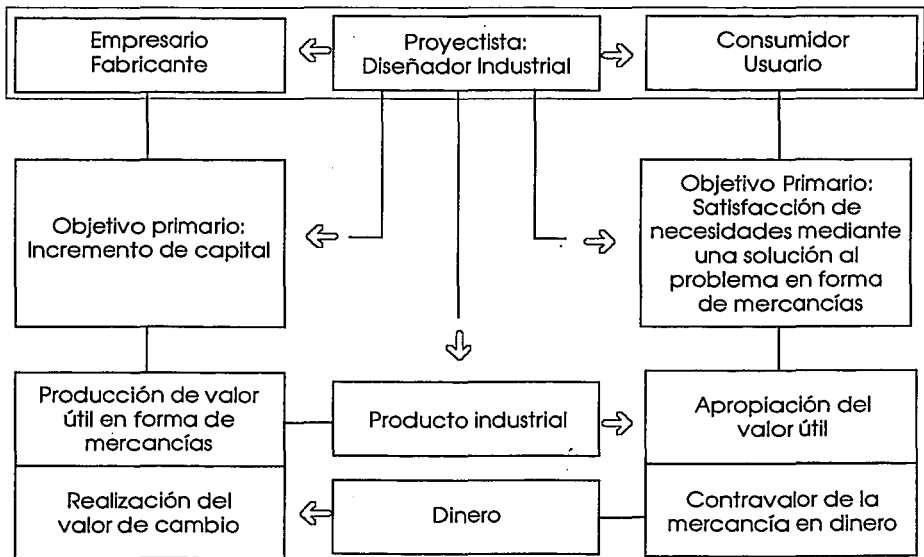 Empresario
Fabricante
Proyectista:
Diseñador Industrial
Consumidor
Usuario
Objetivo primario:
Incremento de capital
Objetivo Primario:
Satisfacción de
necesidades mediante
una solución al
problema en forma
de mercancías
Producción de valor
útil en forma de
mercancías
Producto industrial
Apropiación del
valor útil
Realización del
valor de cambio
Dinero
Contravalor de la
mercancía en dinero